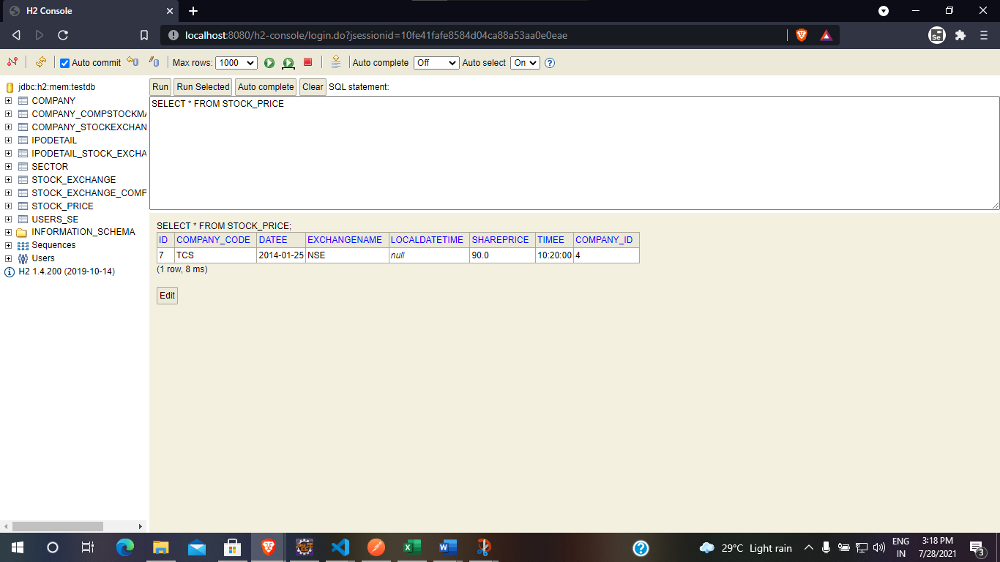 H2 Console
localhost:8080/h2-console/login.do?jsessionid=10fe41fafe8584d04ca88a53aa0e0eae
Se
Auto commit Max rows: 1000 Auto complete Off Auto select On ?
jdbc:h2:mem:testdb
COMPANY
COMPANY_COMPSTOCKMA
COMPANY_STOCKEXCHAN
IPODETAIL
IPODETAIL_STOCK_EXCHA
SECTOR
STOCK_EXCHANGE
STOCK_EXCHANGE_COMP
STOCK_PRICE
USERS_SE
INFORMATION_SCHEMA
Sequences
Users
H2 1.4.200 (2019-10-14)
Run Run Selected Auto complete Clear SQL statement:
SELECT * FROM STOCK_PRICE
SELECT * FROM STOCK_PRICE;
ID COMPANY_CODE DATEE EXCHANGENAME LOCALDATETIME SHAREPRICE TIMEE COMPANY_ID
7 TCS 2014-01-25 NSE null 90.0 10:20:00 4
(1 row, 8 ms)
Edit
29°C Light rain
ENG
IN
3:18 PM
7/28/2021
3